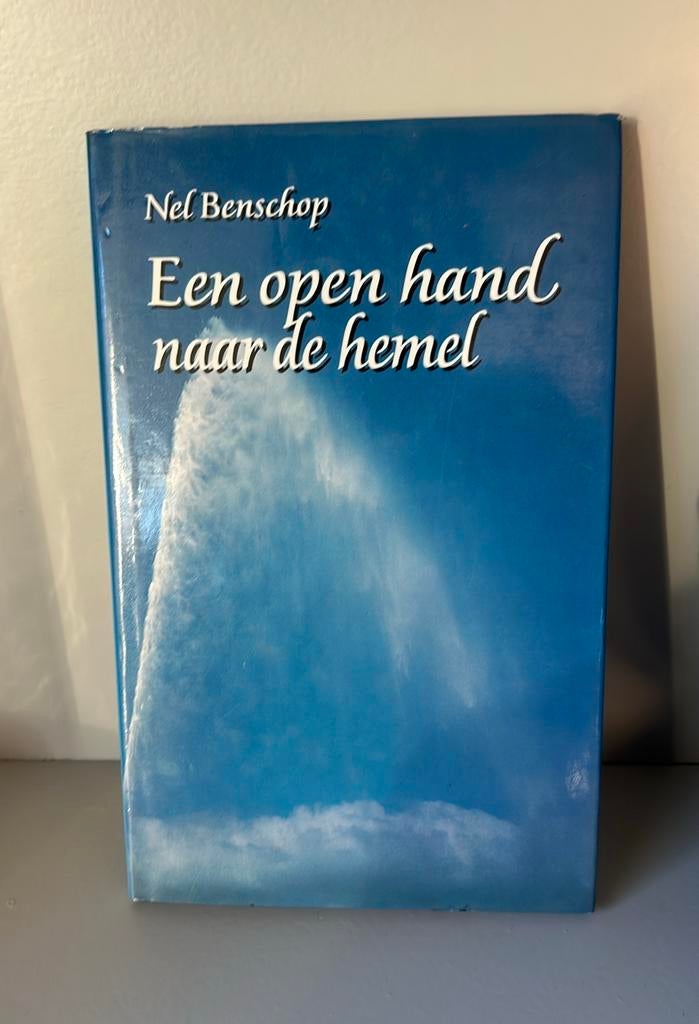 Nel Benschop
Een open hand
naar de hemel